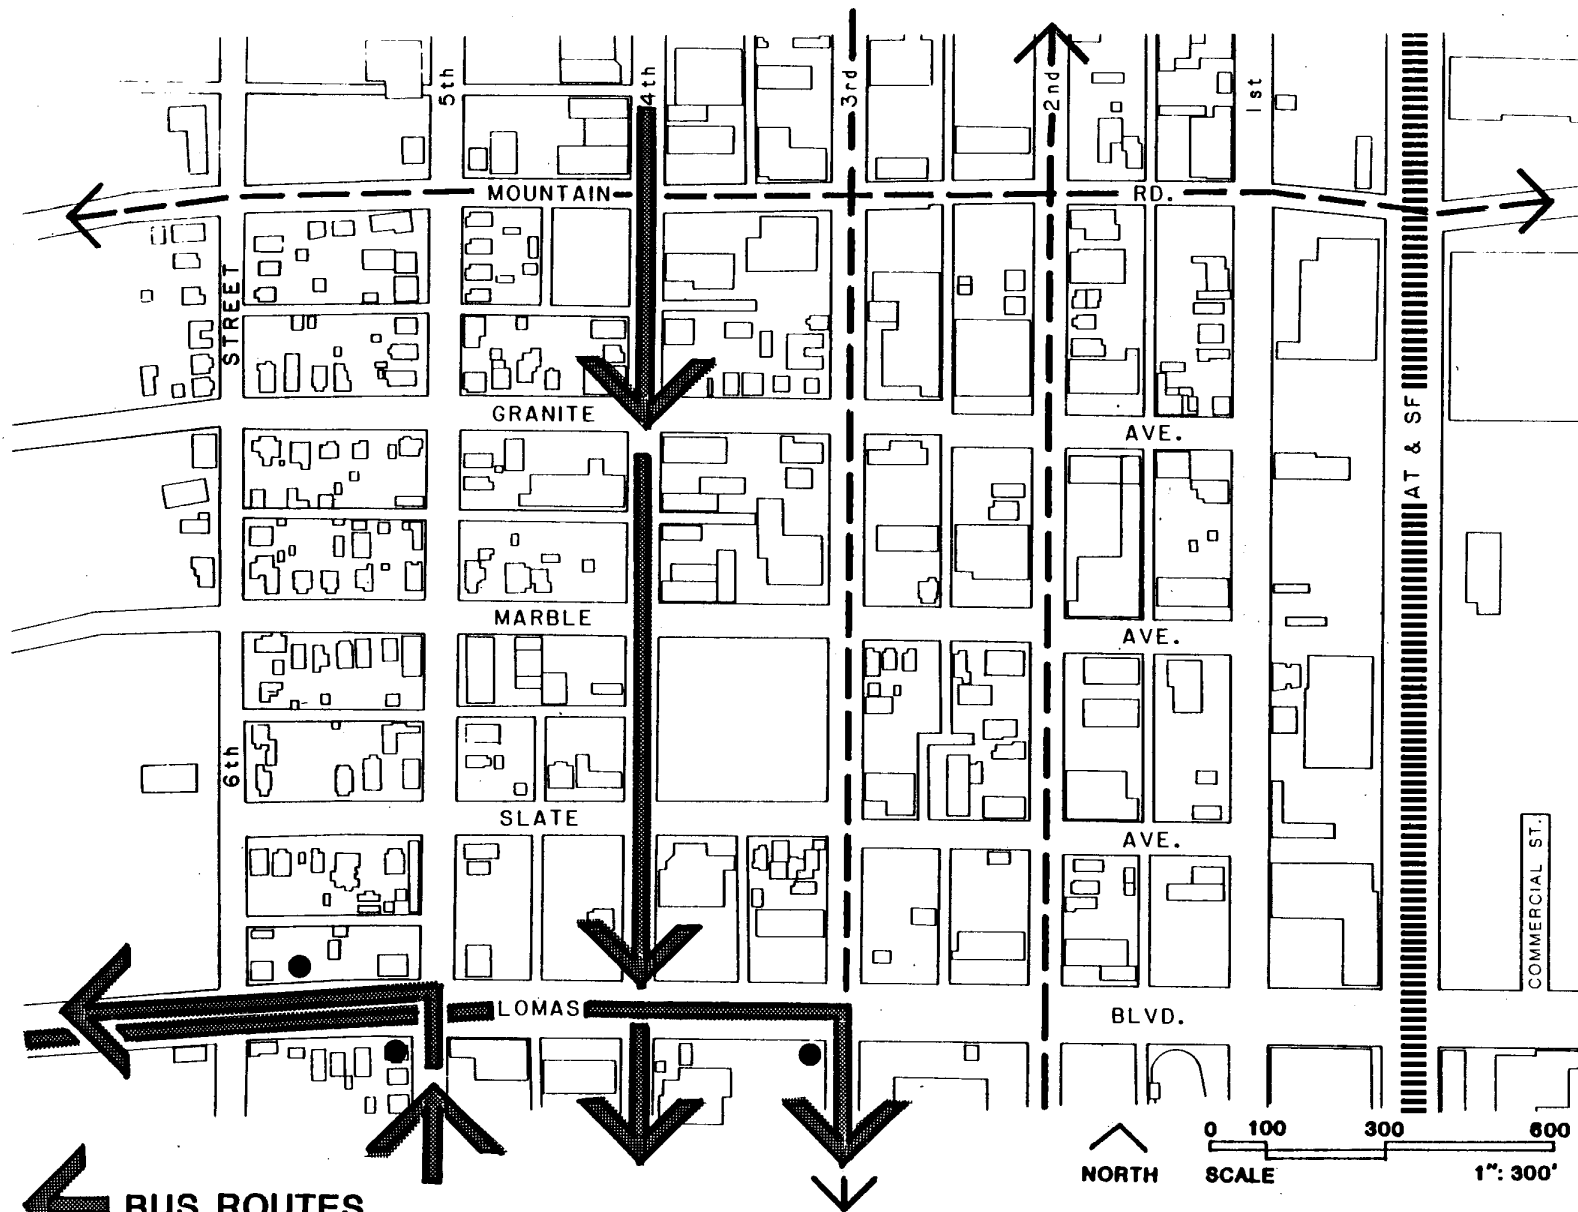 5th
4th
3rd
2nd
1st
MOUNTAIN RD.
STREET
GRANITE AVE.
AT & SF
MARBLE AVE.
6th
SLATE AVE.
COMMERCIAL ST.
LOMAS BLVD.
0 100 300 600
NORTH SCALE 1": 300'
BUS ROUTES